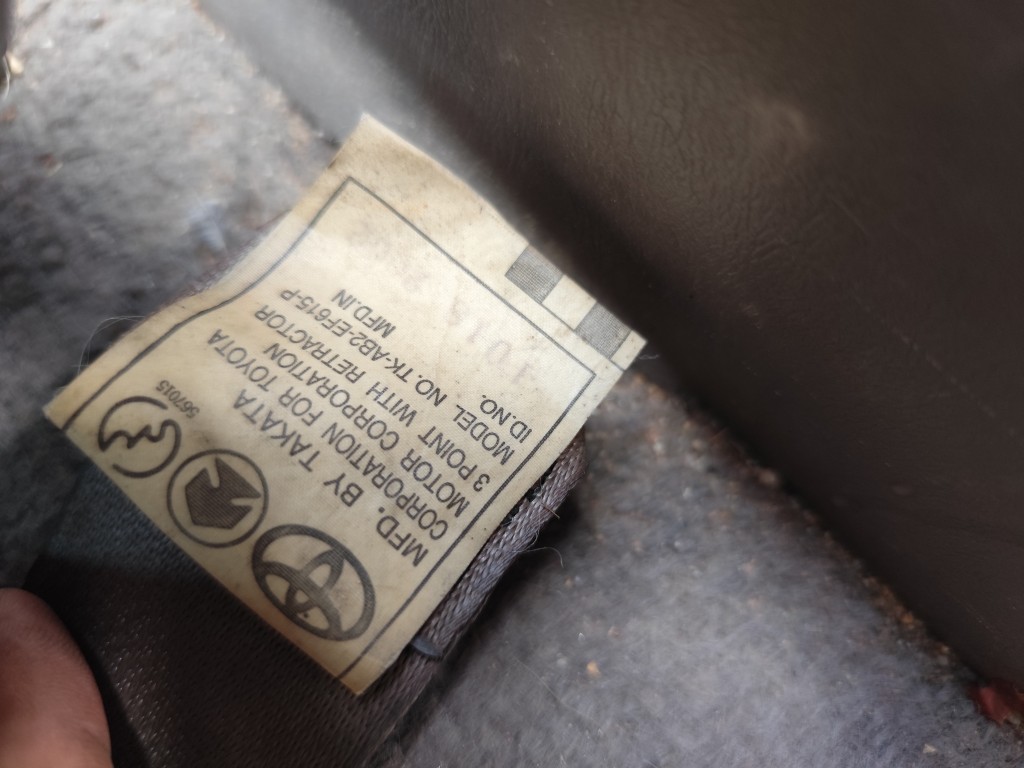 567015
MFD. BY TAKATA
CORPORATION FOR TOYOTA
MOTOR CORPORATION
3 POINT WITH RETRACTOR.
MODEL NO. TK-AB2-EF615-P
ID.NO. MFD.IN